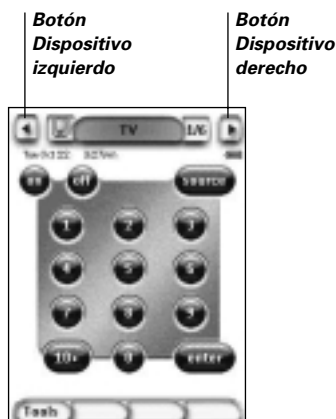 Botón
Dispositivo
izquierdo
Botón
Dispositivo
derecho
TV 1/6
on off source
1 2 3
4 5 6
7 8 9
10+ 0 enter
Tools